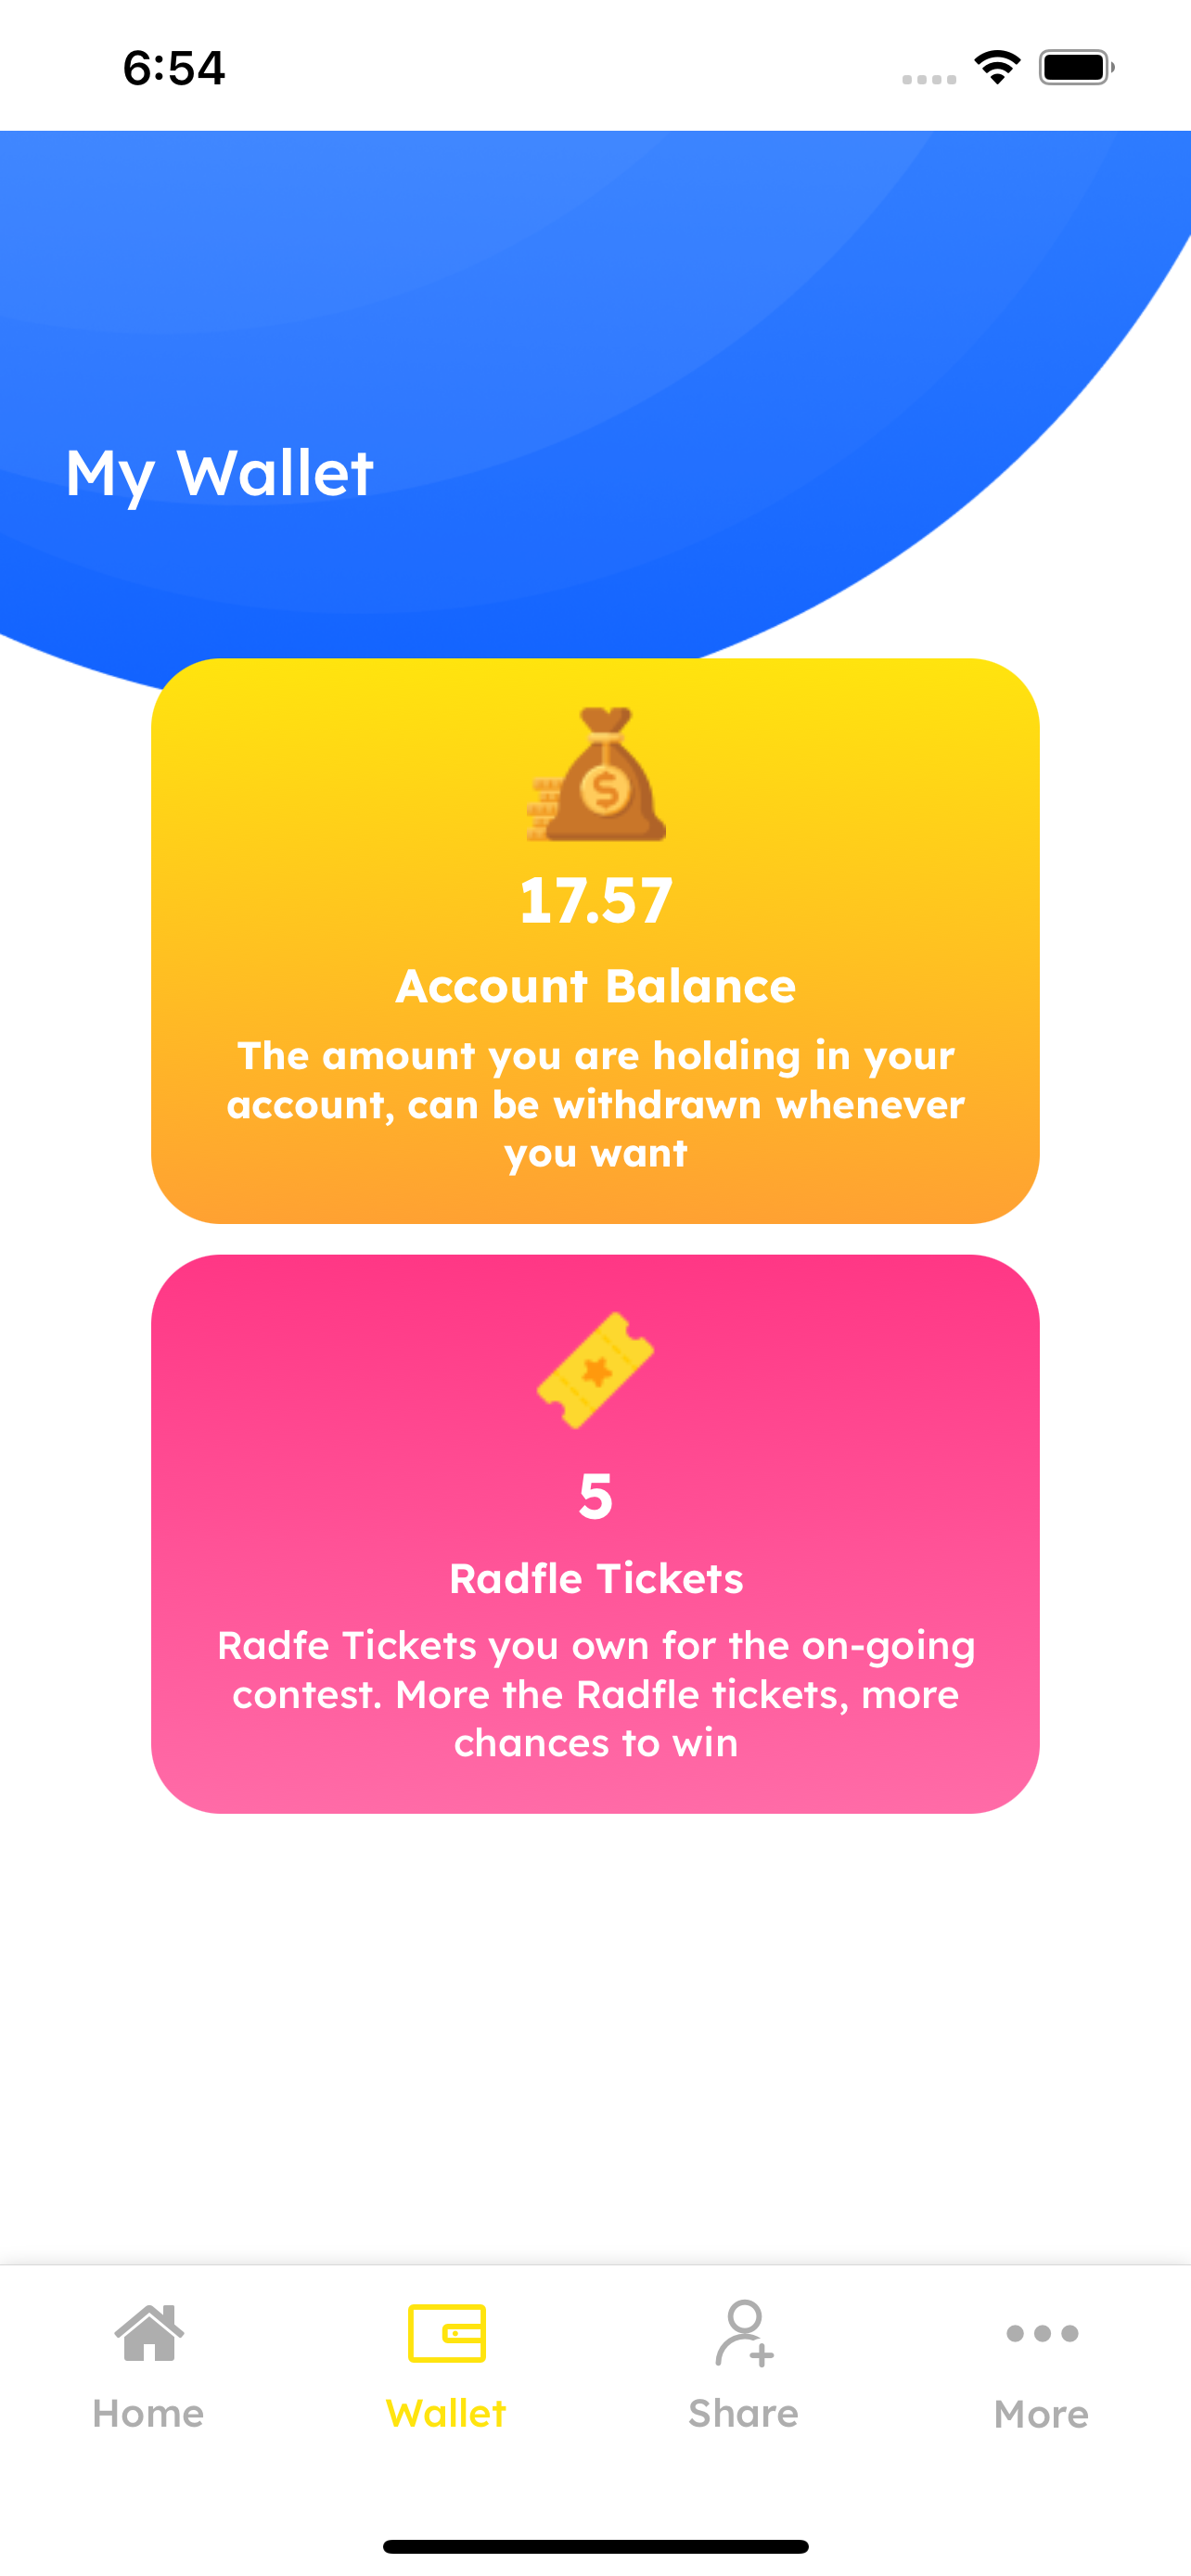 6:54
My Wallet
$
17.57
Account Balance
The amount you are holding in your
account, can be withdrawn whenever
you want
5
Radfle Tickets
Radfe Tickets you own for the on-going
contest. More the Radfle tickets, more
chances to win
Home
Wallet
Share
More